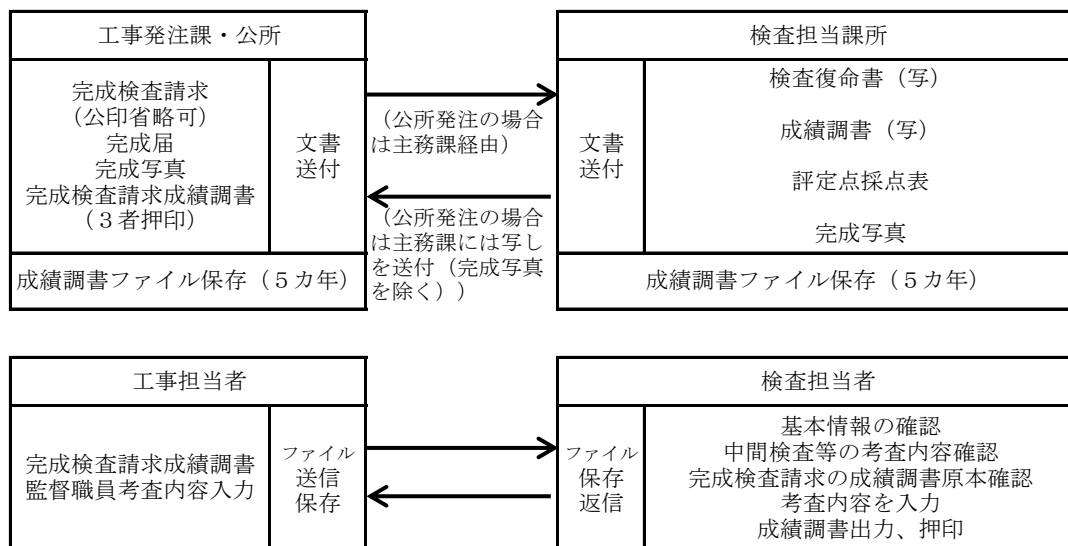 工事発注課・公所
完成検査請求
(公印省略可)
完成届
完成写真
完成検査請求成績調書
(3者押印)
文書
送付
成績調書ファイル保存(5カ年)
(公所発注の場合
は主務課経由)
(公所発注の場合
は主務課には写し
を送付(完成写真
を除く))
検査担当課所
文書
送付
検査復命書(写)
成績調書(写)
評定点採点表
完成写真
成績調書ファイル保存(5カ年)
工事担当者
完成検査請求成績調書
監督職員考査内容入力
ファイル
送信
保存
検査担当者
ファイル
保存
返信
基本情報の確認
中間検査等の考査内容確認
完成検査請求の成績調書原本確認
考査内容を入力
成績調書出力、押印